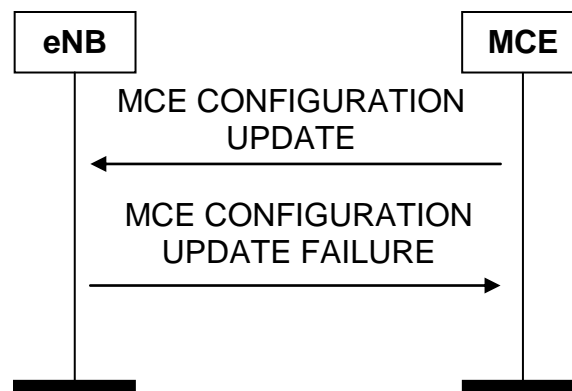 eNB
MCE
MCE CONFIGURATION
UPDATE
MCE CONFIGURATION
UPDATE FAILURE